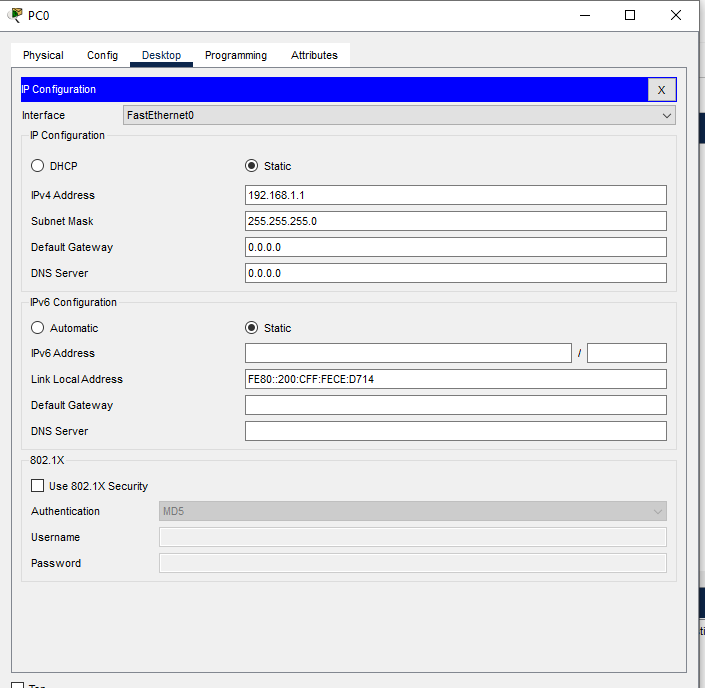 PC0
Physical Config Desktop Programming Attributes
IP Configuration X
Interface FastEthernet0
IP Configuration
DHCP Static
IPv4 Address 192.168.1.1
Subnet Mask 255.255.255.0
Default Gateway 0.0.0.0
DNS Server 0.0.0.0
IPv6 Configuration
Automatic Static
IPv6 Address /
Link Local Address FE80::200:CFF:FECE:D714
Default Gateway
DNS Server
802.1X
Use 802.1X Security
Authentication MD5
Username
Password